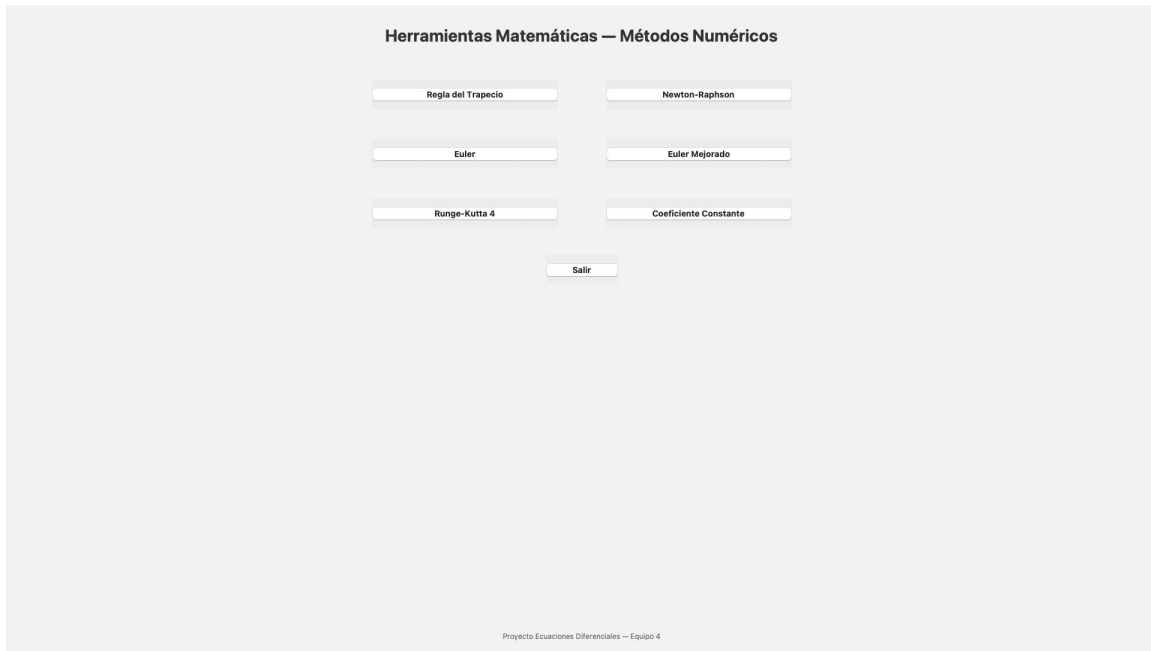 Herramientas Matemáticas — Métodos Numéricos
Regla del Trapecio
Newton-Raphson
Euler
Euler Mejorado
Runge-Kutta 4
Coeficiente Constante
Salir
Proyecto Ecuaciones Diferenciales — Equipo 4